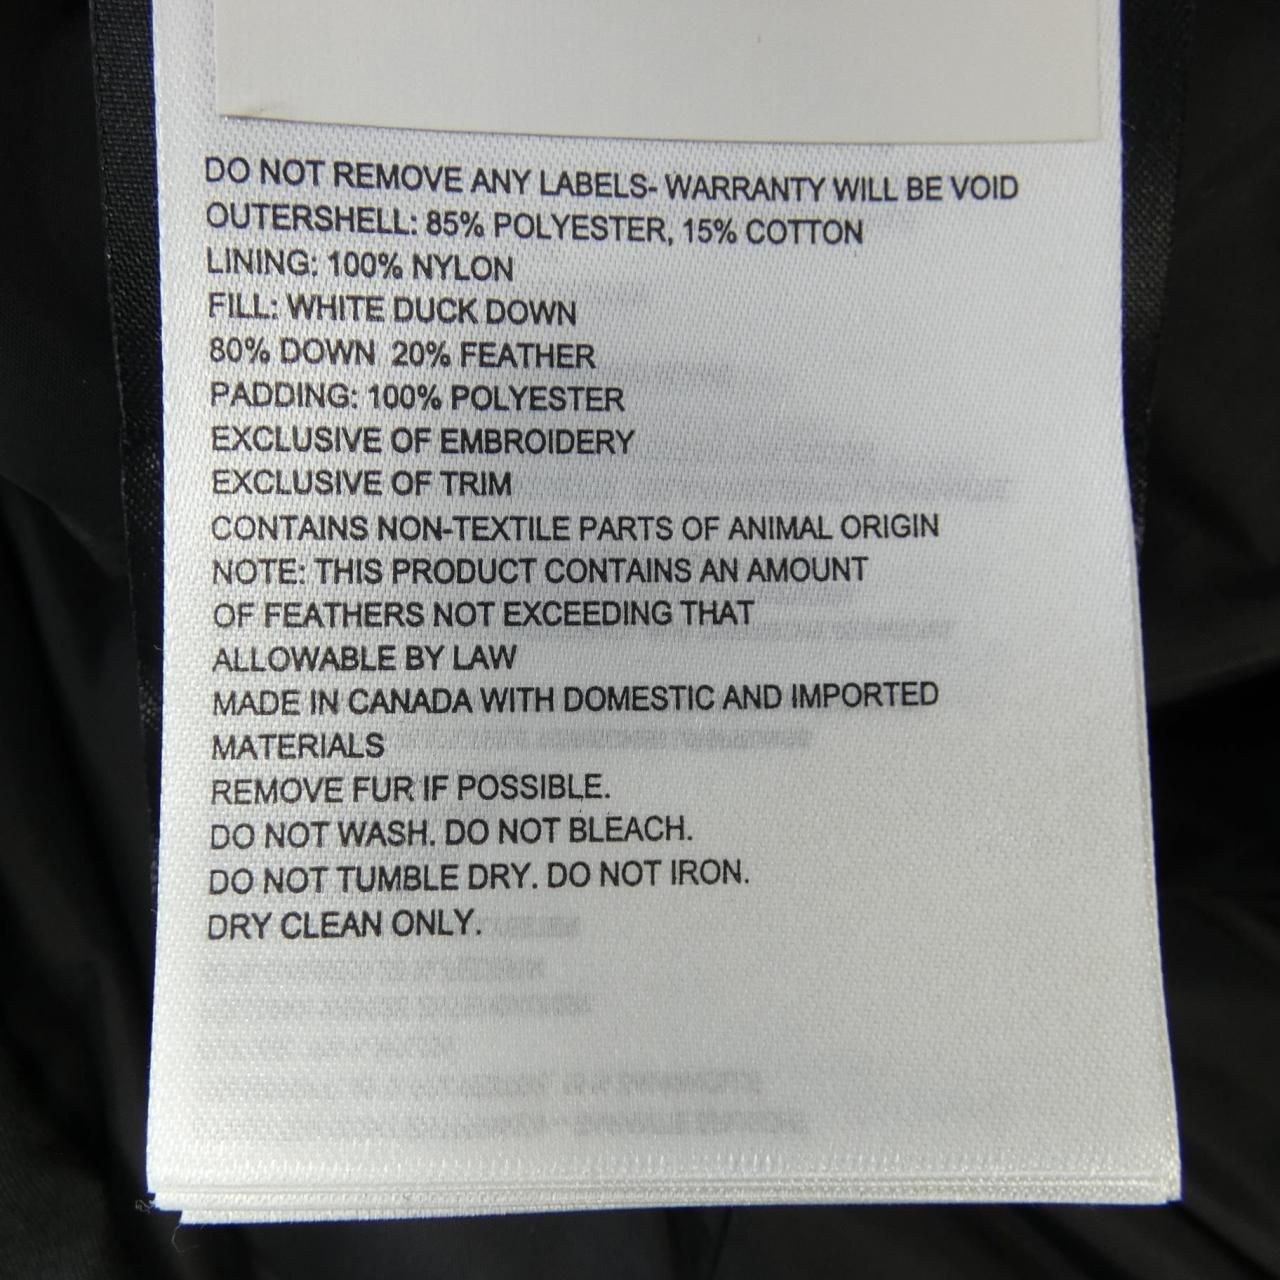 DO NOT REMOVE ANY LABELS- WARRANTY WILL BE VOID
OUTERSHELL: 85% POLYESTER, 15% COTTON
LINING: 100% NYLON
FILL: WHITE DUCK DOWN
80% DOWN 20% FEATHER
PADDING: 100% POLYESTER
EXCLUSIVE OF EMBROIDERY
EXCLUSIVE OF TRIM
CONTAINS NON-TEXTILE PARTS OF ANIMAL ORIGIN
NOTE: THIS PRODUCT CONTAINS AN AMOUNT
OF FEATHERS NOT EXCEEDING THAT
ALLOWABLE BY LAW
MADE IN CANADA WITH DOMESTIC AND IMPORTED
MATERIALS
REMOVE FUR IF POSSIBLE.
DO NOT WASH. DO NOT BLEACH.
DO NOT TUMBLE DRY. DO NOT IRON.
DRY CLEAN ONLY.